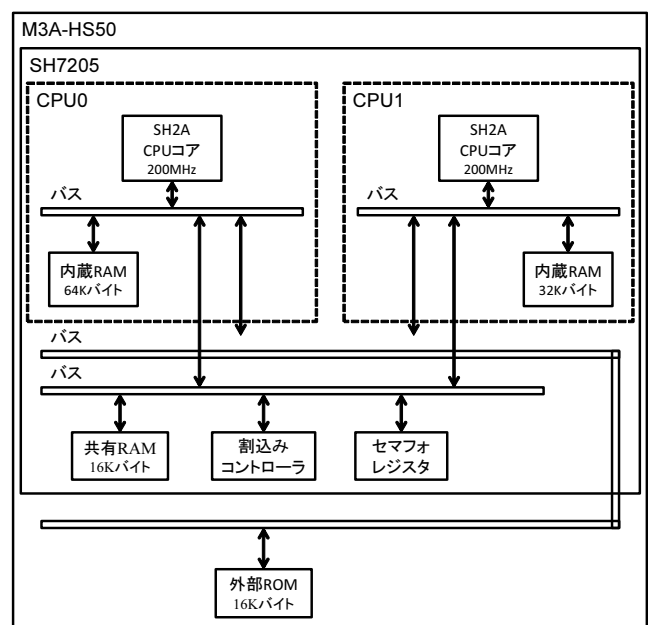 M3A-HS50
SH7205
CPU0
CPU1
SH2A
CPUコア
200MHz
SH2A
CPUコア
200MHz
バス
バス
内蔵RAM
64Kバイト
内蔵RAM
32Kバイト
バス
バス
共有RAM
16Kバイト
割込み
コントローラ
セマフォ
レジスタ
外部ROM
16Kバイト